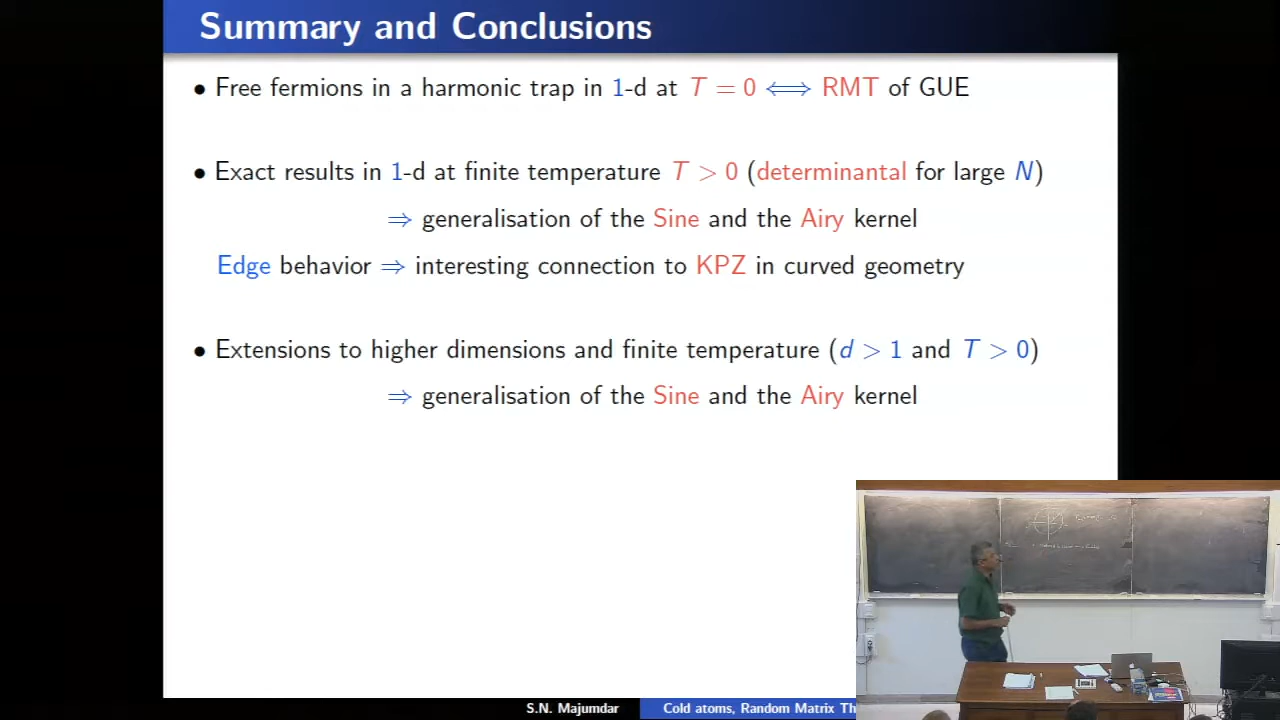 Summary and Conclusions
• Free fermions in a harmonic trap in 1-d at T = 0 ⟺ RMT of GUE
• Exact results in 1-d at finite temperature T > 0 (determinantal for large N)
⇒ generalisation of the Sine and the Airy kernel
Edge behavior ⇒ interesting connection to KPZ in curved geometry
• Extensions to higher dimensions and finite temperature (d > 1 and T > 0)
⇒ generalisation of the Sine and the Airy kernel
S.N. Majumdar
Cold atoms, Random Matrix Th